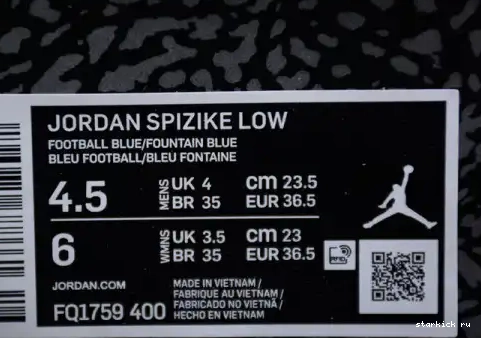 JORDAN SPIZIKE LOW
FOOTBALL BLUE/FOUNTAIN BLUE
BLEU FOOTBALL/BLEU FONTAINE
4.5 MENS UK 4 cm 23.5
BR 35 EUR 36.5
6 WMNS UK 3.5 cm 23
BR 35 EUR 36.5
RFID
JORDAN.COM
FQ1759 400
MADE IN VIETNAM /
FABRIQUE AU VIETNAM /
FABRICADO NO VIETNÃ /
HECHO EN VIETNAM
starkick ru